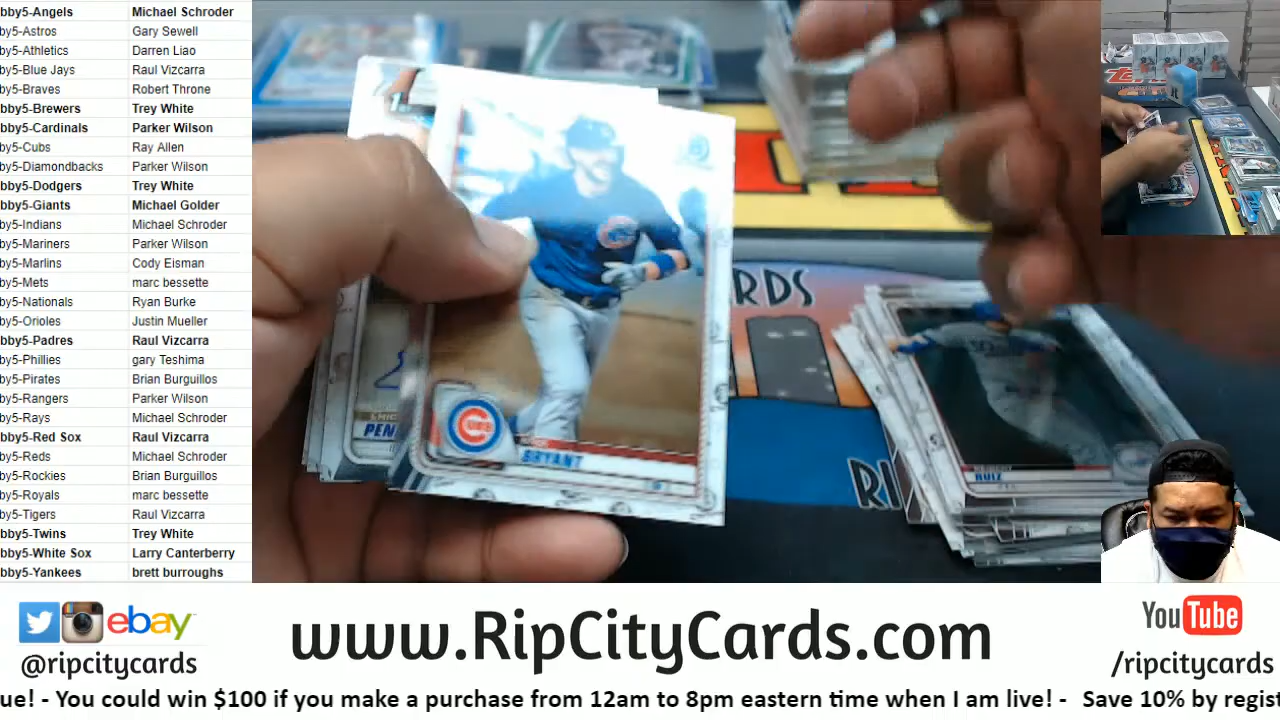 bby5-Angels Michael Schroder
by5-Astros Gary Sewell
by5-Athletics Darren Liao
by5-Blue Jays Raul Vizcarra
by5-Braves Robert Throne
bby5-Brewers Trey White
bby5-Cardinals Parker Wilson
by5-Cubs Ray Allen
by5-Diamondbacks Parker Wilson
bby5-Dodgers Trey White
bby5-Giants Michael Golder
by5-Indians Michael Schroder
by5-Mariners Parker Wilson
by5-Marlins Cody Eisman
by5-Mets marc bessette
by5-Nationals Ryan Burke
by5-Orioles Justin Mueller
bby5-Padres Raul Vizcarra
by5-Phillies gary Teshima
by5-Pirates Brian Burguillos
by5-Rangers Parker Wilson
by5-Rays Michael Schroder
bby5-Red Sox Raul Vizcarra
by5-Reds Michael Schroder
by5-Rockies Brian Burguillos
by5-Royals marc bessette
by5-Tigers Raul Vizcarra
bby5-Twins Trey White
bby5-White Sox Larry Canterberry
bby5-Yankees brett burroughs
BRYANT
CUBS
PEN
RDS
RI
RUIZ
ebay
@ripcitycards
www.RipCityCards.com
YouTube
/ripcitycards
ue! - You could win $100 if you make a purchase from 12am to 8pm eastern time when I am live! - Save 10% by regist